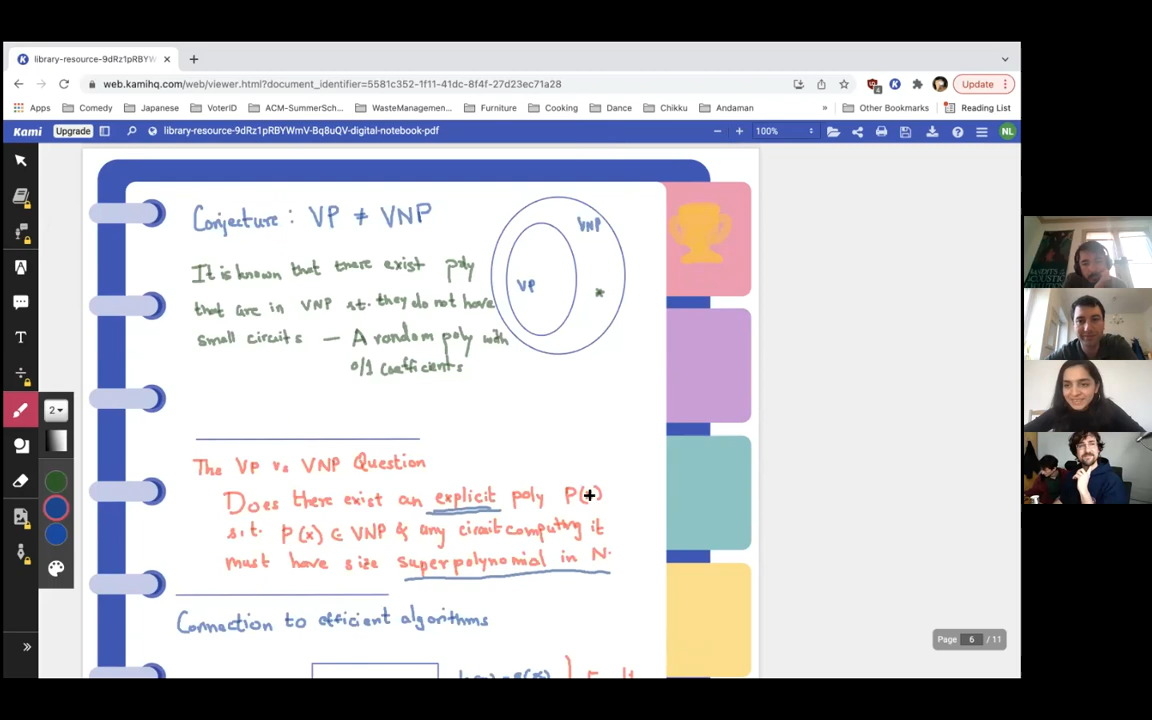 library-resource-9dRz1pRBYW
web.kamihq.com/web/viewer.html?document_identifier=5581c352-1f11-41dc-8f4f-27d23ec71a28
Update
Apps Comedy Japanese VoterID ACM-SummerSch... WasteManagemen... Furniture Cooking Dance Chikku Andaman » Other Bookmarks Reading List
Kami Upgrade library-resource-9dRz1pRBYWmV-Bq8uQV-digital-notebook-pdf 100% NL
Conjecture : VP ≠ VNP
VNP
It is known that there exist poly
VP
that are in VNP s.t. they do not have
small circuits — A random poly with
0/1 coefficients
2
The VP vs VNP Question
Does there exist an explicit poly P(x)
s.t. P(x) ∈ VNP & any circuit computing it
must have size superpolynomial in N.
Connection to efficient algorithms
Page 6 / 11